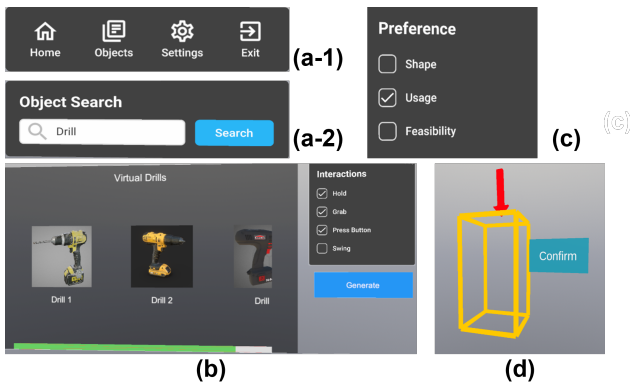 Home Objects Settings Exit
(a-1)
Object Search
Drill Search
(a-2)
Preference
Shape
Usage
Feasibility
(c)
(c)
Virtual Drills
Drill 1 Drill 2 Drill
Interactions
Hold
Grab
Press Button
Swing
Generate
(b)
Confirm
(d)